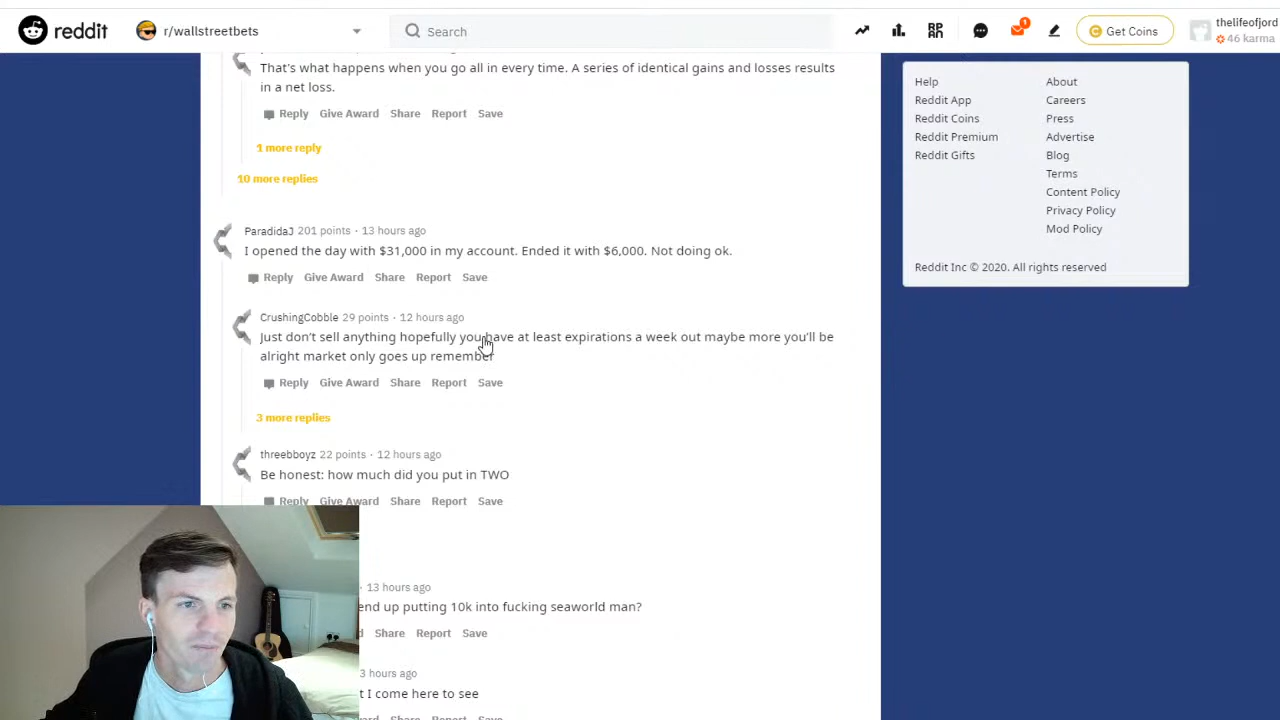 reddit
r/wallstreetbets
Search
1
Get Coins
thelifeofjord
46 karma
That's what happens when you go all in every time. A series of identical gains and losses results
in a net loss.
Reply Give Award Share Report Save
1 more reply
10 more replies
ParadidaJ 201 points · 13 hours ago
I opened the day with $31,000 in my account. Ended it with $6,000. Not doing ok.
Reply Give Award Share Report Save
CrushingCobble 29 points · 12 hours ago
Just don't sell anything hopefully you have at least expirations a week out maybe more you'll be
alright market only goes up remember
Reply Give Award Share Report Save
3 more replies
threebboyz 22 points · 12 hours ago
Be honest: how much did you put in TWO
Reply Give Award Share Report Save
· 13 hours ago
end up putting 10k into fucking seaworld man?
Share Report Save
3 hours ago
t I come here to see
Help
Reddit App
Reddit Coins
Reddit Premium
Reddit Gifts
About
Careers
Press
Advertise
Blog
Terms
Content Policy
Privacy Policy
Mod Policy
Reddit Inc © 2020. All rights reserved